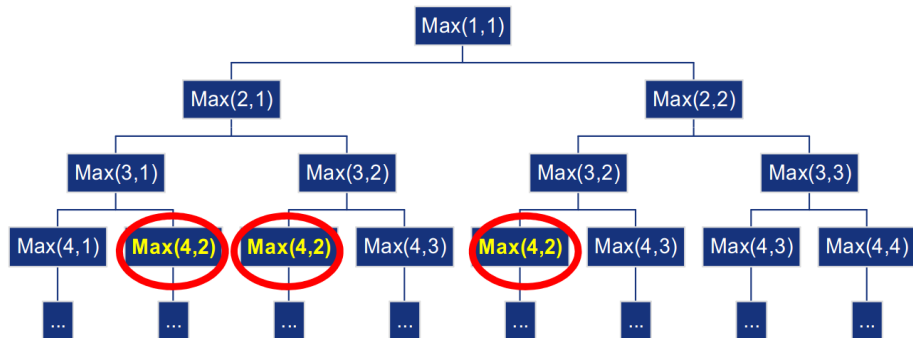 Max(1,1)
Max(2,1) Max(2,2)
Max(3,1) Max(3,2) Max(3,2) Max(3,3)
Max(4,1) Max(4,2) Max(4,2) Max(4,3) Max(4,2) Max(4,3) Max(4,3) Max(4,4)
... ... ... ... ... ... ... ...